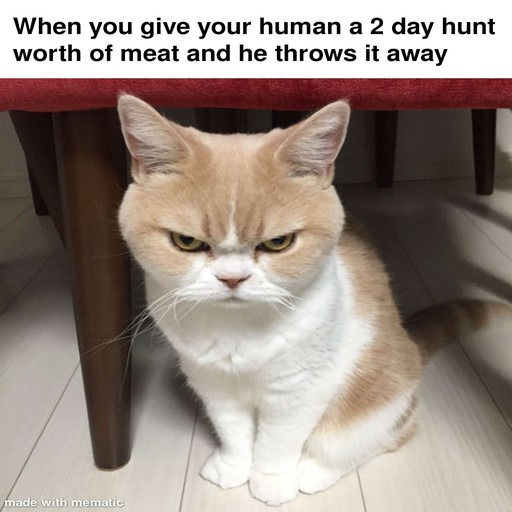 When you give your human a 2 day hunt
worth of meat and he throws it away
made with mematic